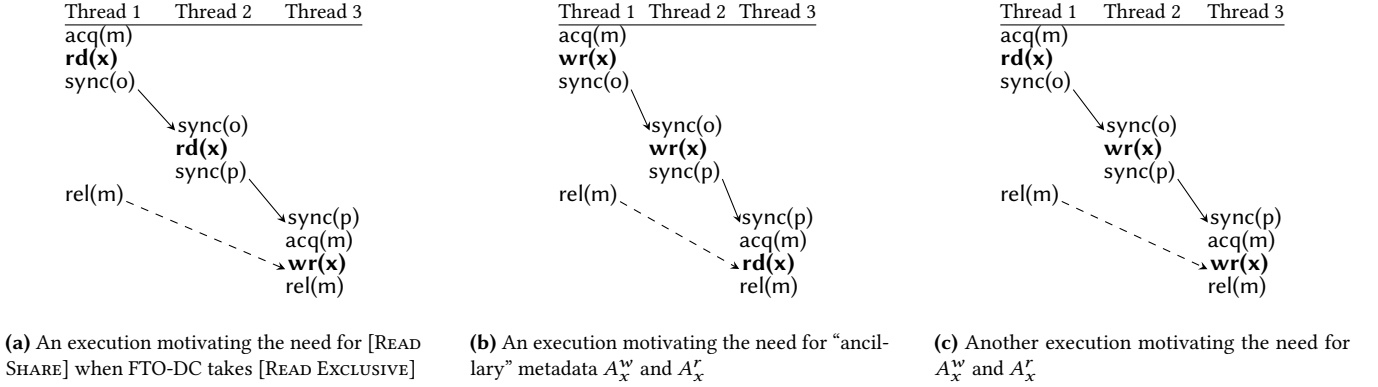 Thread 1 Thread 2 Thread 3
acq(m)
rd(x)
sync(o)
sync(o)
rd(x)
sync(p)
rel(m)
sync(p)
acq(m)
wr(x)
rel(m)
(a) An execution motivating the need for [Read
Share] when FTO-DC takes [Read Exclusive]
Thread 1 Thread 2 Thread 3
acq(m)
wr(x)
sync(o)
sync(o)
wr(x)
sync(p)
rel(m)
sync(p)
acq(m)
rd(x)
rel(m)
(b) An execution motivating the need for “ancil-
lary” metadata A_x^w and A_x^r
Thread 1 Thread 2 Thread 3
acq(m)
rd(x)
sync(o)
sync(o)
wr(x)
sync(p)
rel(m)
sync(p)
acq(m)
wr(x)
rel(m)
(c) Another execution motivating the need for
A_x^w and A_x^r